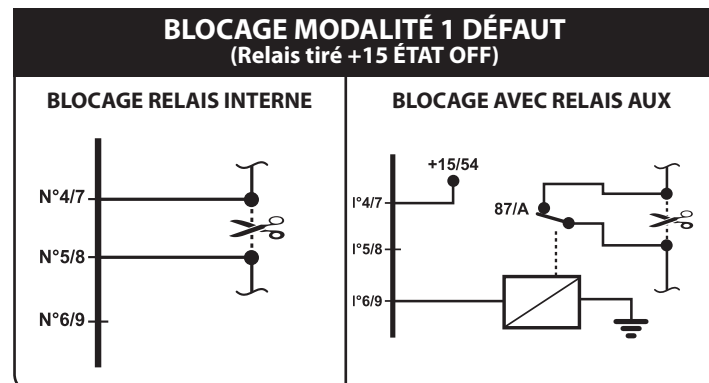 BLOCAGE MODALITÉ 1 DÉFAUT
(Relais tiré +15 ÉTAT OFF)
BLOCAGE RELAIS INTERNE
N°4/7
N°5/8
N°6/9
BLOCAGE AVEC RELAIS AUX
+15/54
I°4/7
87/A
I°5/8
I°6/9